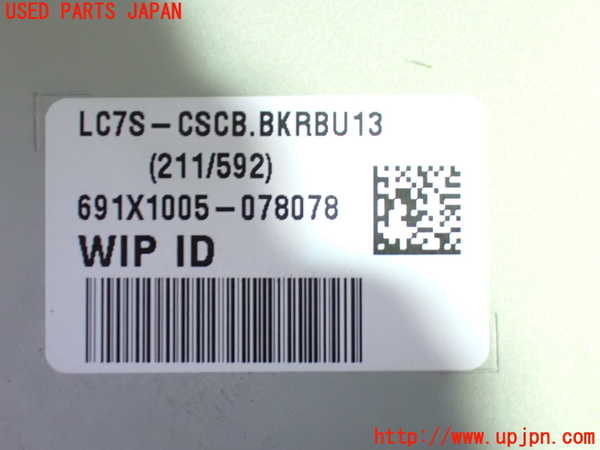 USED PARTS JAPAN
LC7S-CSCB.BKRBU13
(211/592)
691X1005-078078
WIP ID
http://www.upjpn.com/